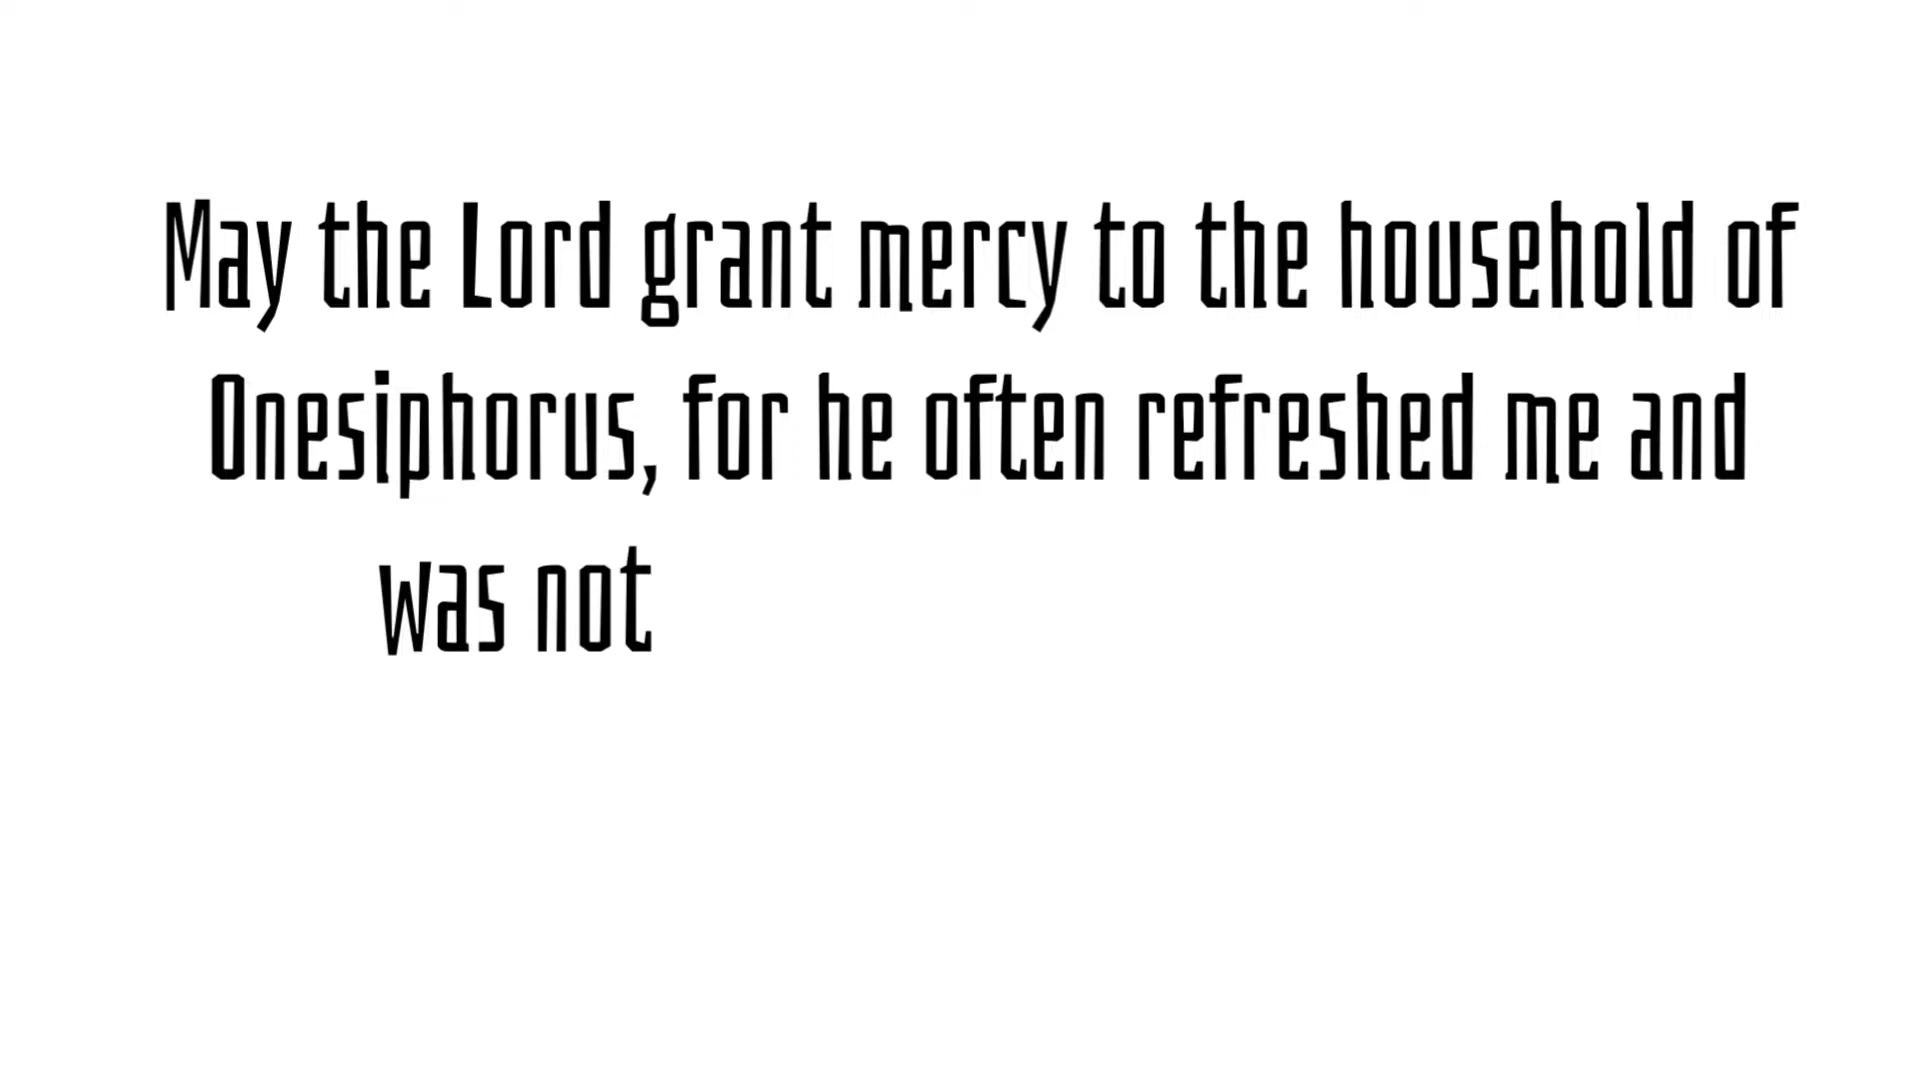 May the Lord grant mercy to the household of
Onesiphorus, for he often refreshed me and
was not